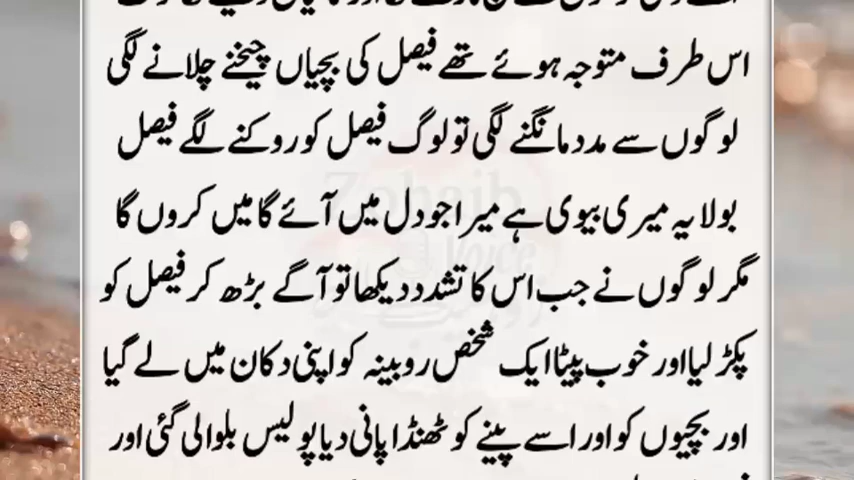 اس طرف متوجہ ہوئے تھے فیصل کی بچیاں چیخنے چلانے لگی
لوگوں سے مدد مانگنے لگی تو لوگ فیصل کو روکنے لگے فیصل
بولا یہ میری بیوی ہے میرا جو دل میں آئے گا میں کروں گا
مگر لوگوں نے جب اس کا تشدد دیکھا تو آگے بڑھ کر فیصل کو
پکڑ لیا اور خوب پیٹا ایک شخص روبینہ کو اپنی دکان میں لے گیا
اور بچیوں کو اور اسے پینے کو ٹھنڈا پانی دیا پولیس بلوالی گئی اور
Zohaib
Voice